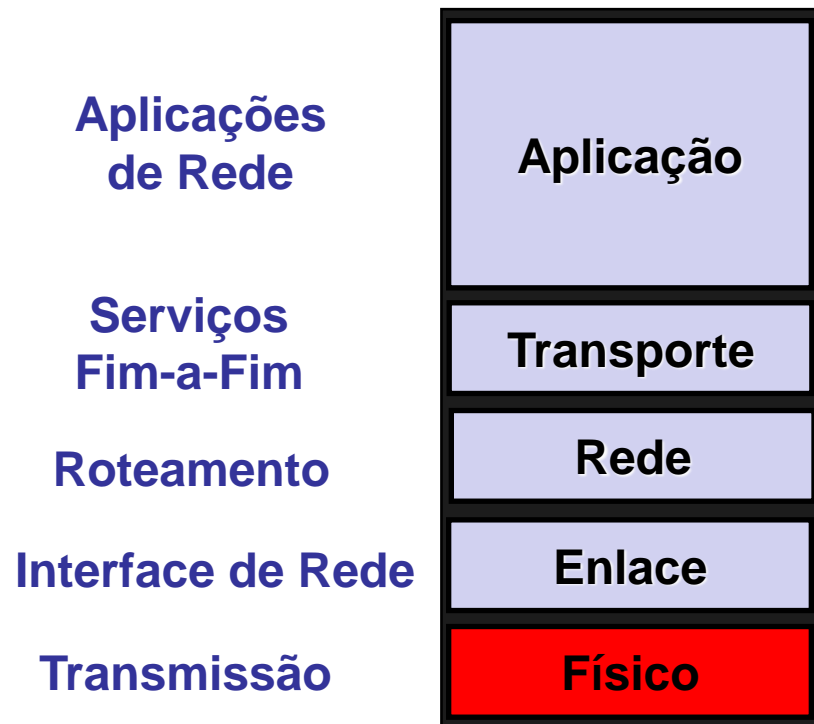 Aplicações
de Rede
Aplicação
Serviços
Fim-a-Fim
Transporte
Roteamento
Rede
Interface de Rede
Enlace
Transmissão
Físico